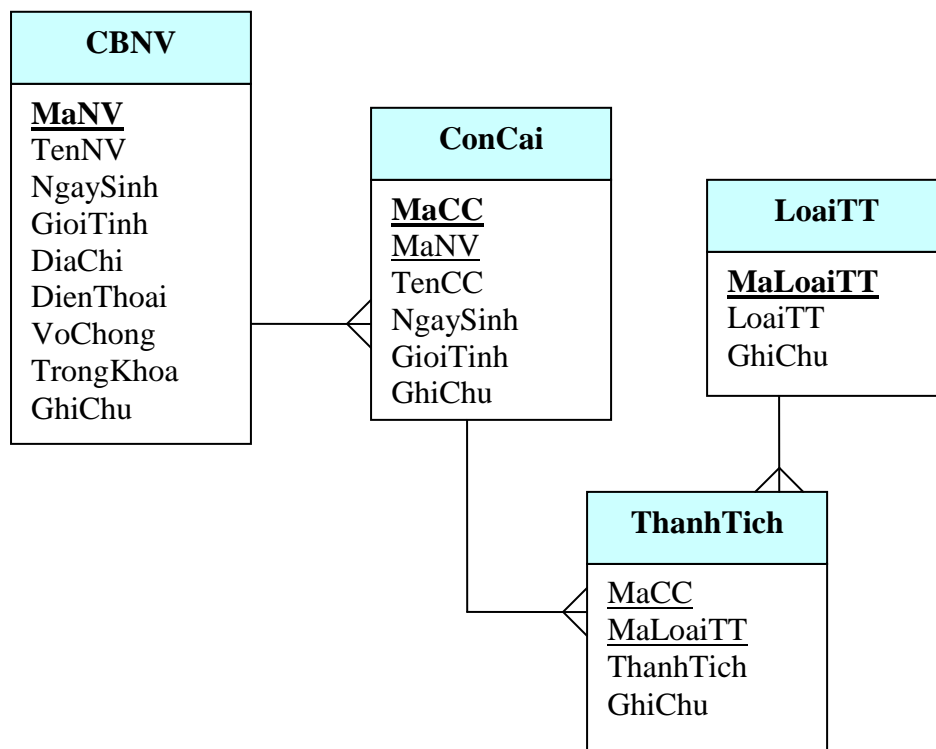 CBNV
MaNV
TenNV
NgaySinh
GioiTinh
DiaChi
DienThoai
VoChong
TrongKhoa
GhiChu
ConCai
MaCC
MaNV
TenCC
NgaySinh
GioiTinh
GhiChu
LoaiTT
MaLoaiTT
LoaiTT
GhiChu
ThanhTich
MaCC
MaLoaiTT
ThanhTich
GhiChu